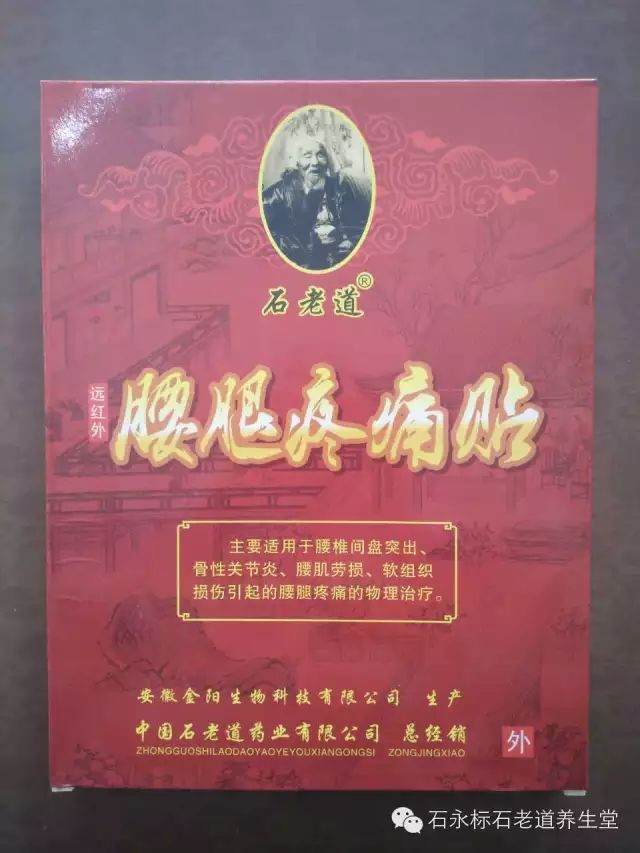 石老道®
远红外
腰腿疼痛贴
主要适用于腰椎间盘突出、
骨性关节炎、腰肌劳损、软组织
损伤引起的腰腿疼痛的物理治疗。
安徽金阳生物科技有限公司 生产
中国石老道药业有限公司 总经销
ZHONGGUOSHILAODAOYAOYEYOUXIANGONGSI ZONGJINGXIAO
外
石永标石老道养生堂